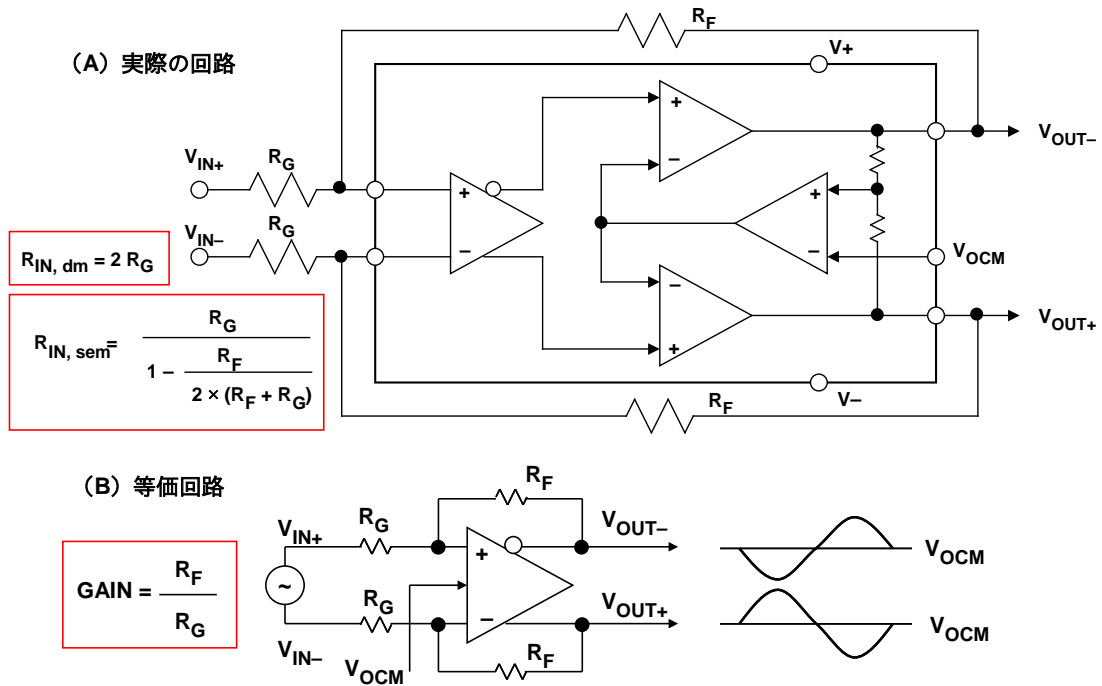 (A) 実際の回路
RF
V+
VIN+
RG
+
−
VOUT−
VIN−
RG
+
−
+
−
VOCM
RIN, dm = 2 RG
−
+
VOUT+
RIN, sem=
RG
1 − RF
2 × (RF + RG)
V−
RF
(B) 等価回路
RF
VIN+
RG
VOUT−
+
VOCM
GAIN = RF
RG
~
RG
−
VOUT+
VOCM
VIN−
VOCM
RF